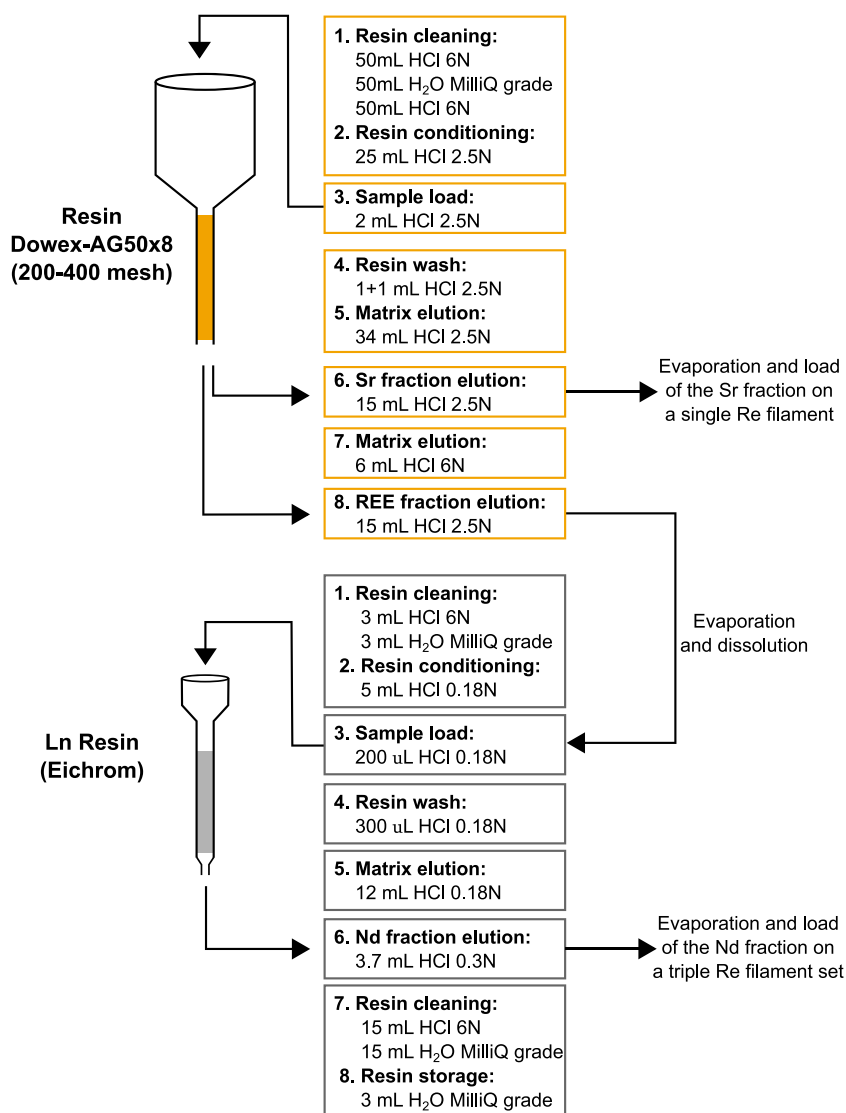 1. Resin cleaning:
50mL HCl 6N
50mL H₂O MilliQ grade
50mL HCl 6N
2. Resin conditioning:
25 mL HCl 2.5N
3. Sample load:
2 mL HCl 2.5N
Resin
Dowex-AG50x8
(200-400 mesh)
4. Resin wash:
1+1 mL HCl 2.5N
5. Matrix elution:
34 mL HCl 2.5N
6. Sr fraction elution:
15 mL HCl 2.5N
Evaporation and load
of the Sr fraction on
a single Re filament
7. Matrix elution:
6 mL HCl 6N
8. REE fraction elution:
15 mL HCl 2.5N
Evaporation
and dissolution
1. Resin cleaning:
3 mL HCl 6N
3 mL H₂O MilliQ grade
2. Resin conditioning:
5 mL HCl 0.18N
3. Sample load:
200 uL HCl 0.18N
Ln Resin
(Eichrom)
4. Resin wash:
300 uL HCl 0.18N
5. Matrix elution:
12 mL HCl 0.18N
6. Nd fraction elution:
3.7 mL HCl 0.3N
Evaporation and load
of the Nd fraction on
a triple Re filament set
7. Resin cleaning:
15 mL HCl 6N
15 mL H₂O MilliQ grade
8. Resin storage:
3 mL H₂O MilliQ grade